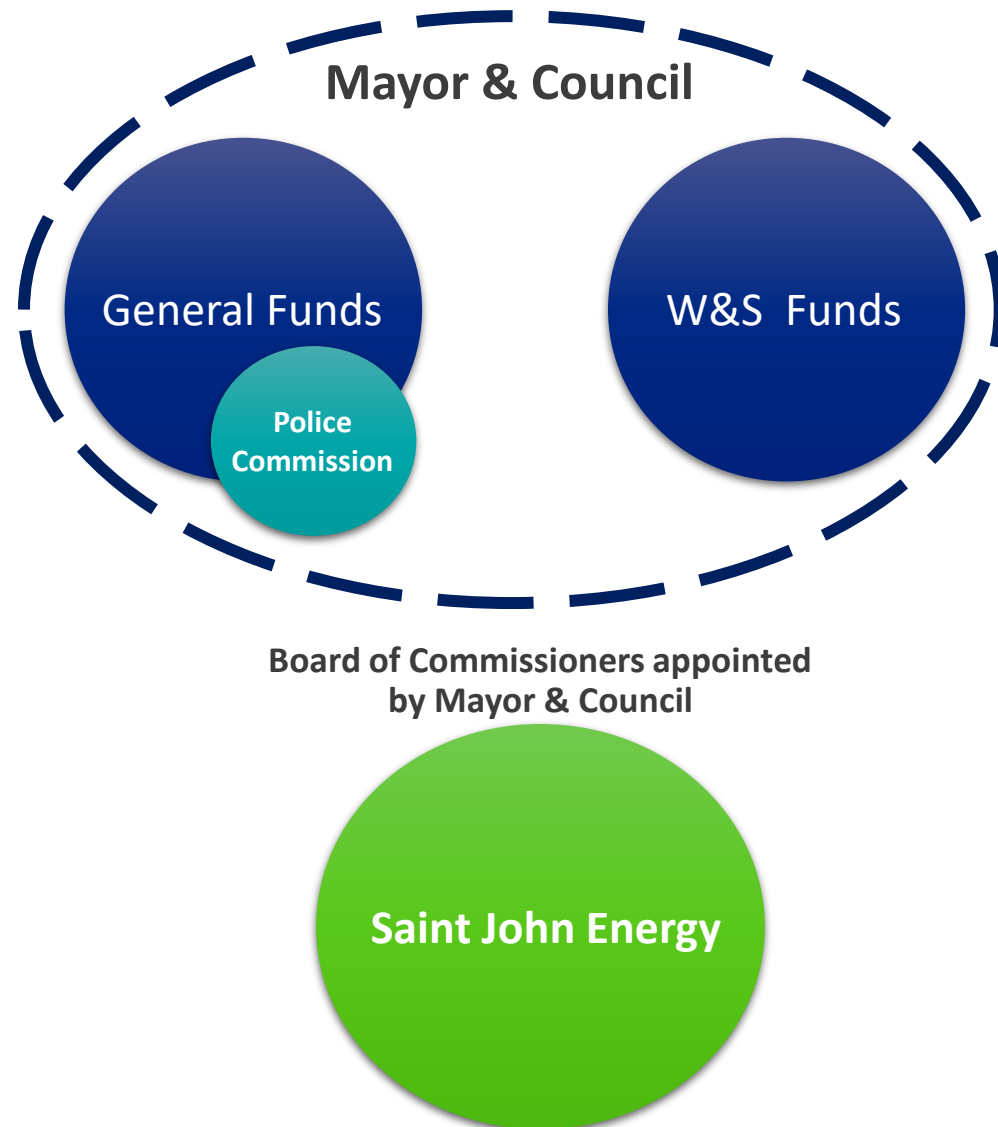 Mayor & Council
General Funds
W&S Funds
Police
Commission
Board of Commissioners appointed
by Mayor & Council
Saint John Energy